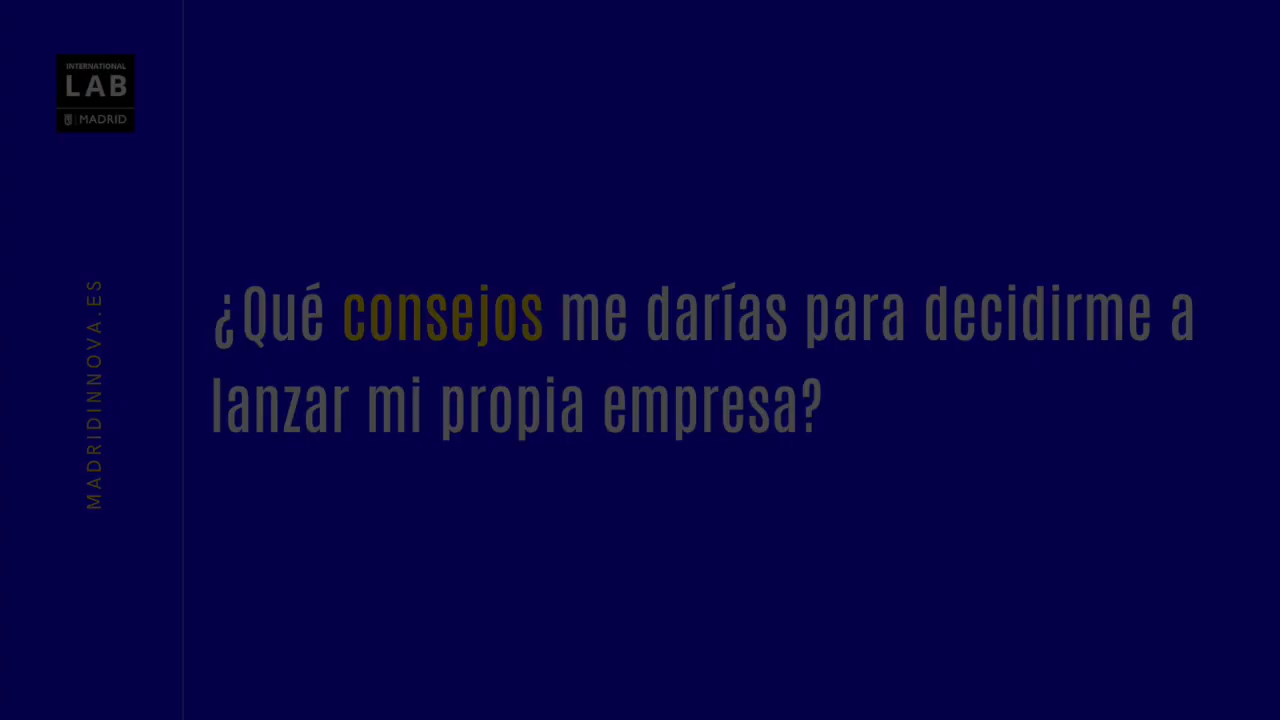 INTERNATIONAL
LAB
MADRID
MADRIDINNOVA.ES
¿Qué consejos me darías para decidirme a
lanzar mi propia empresa?